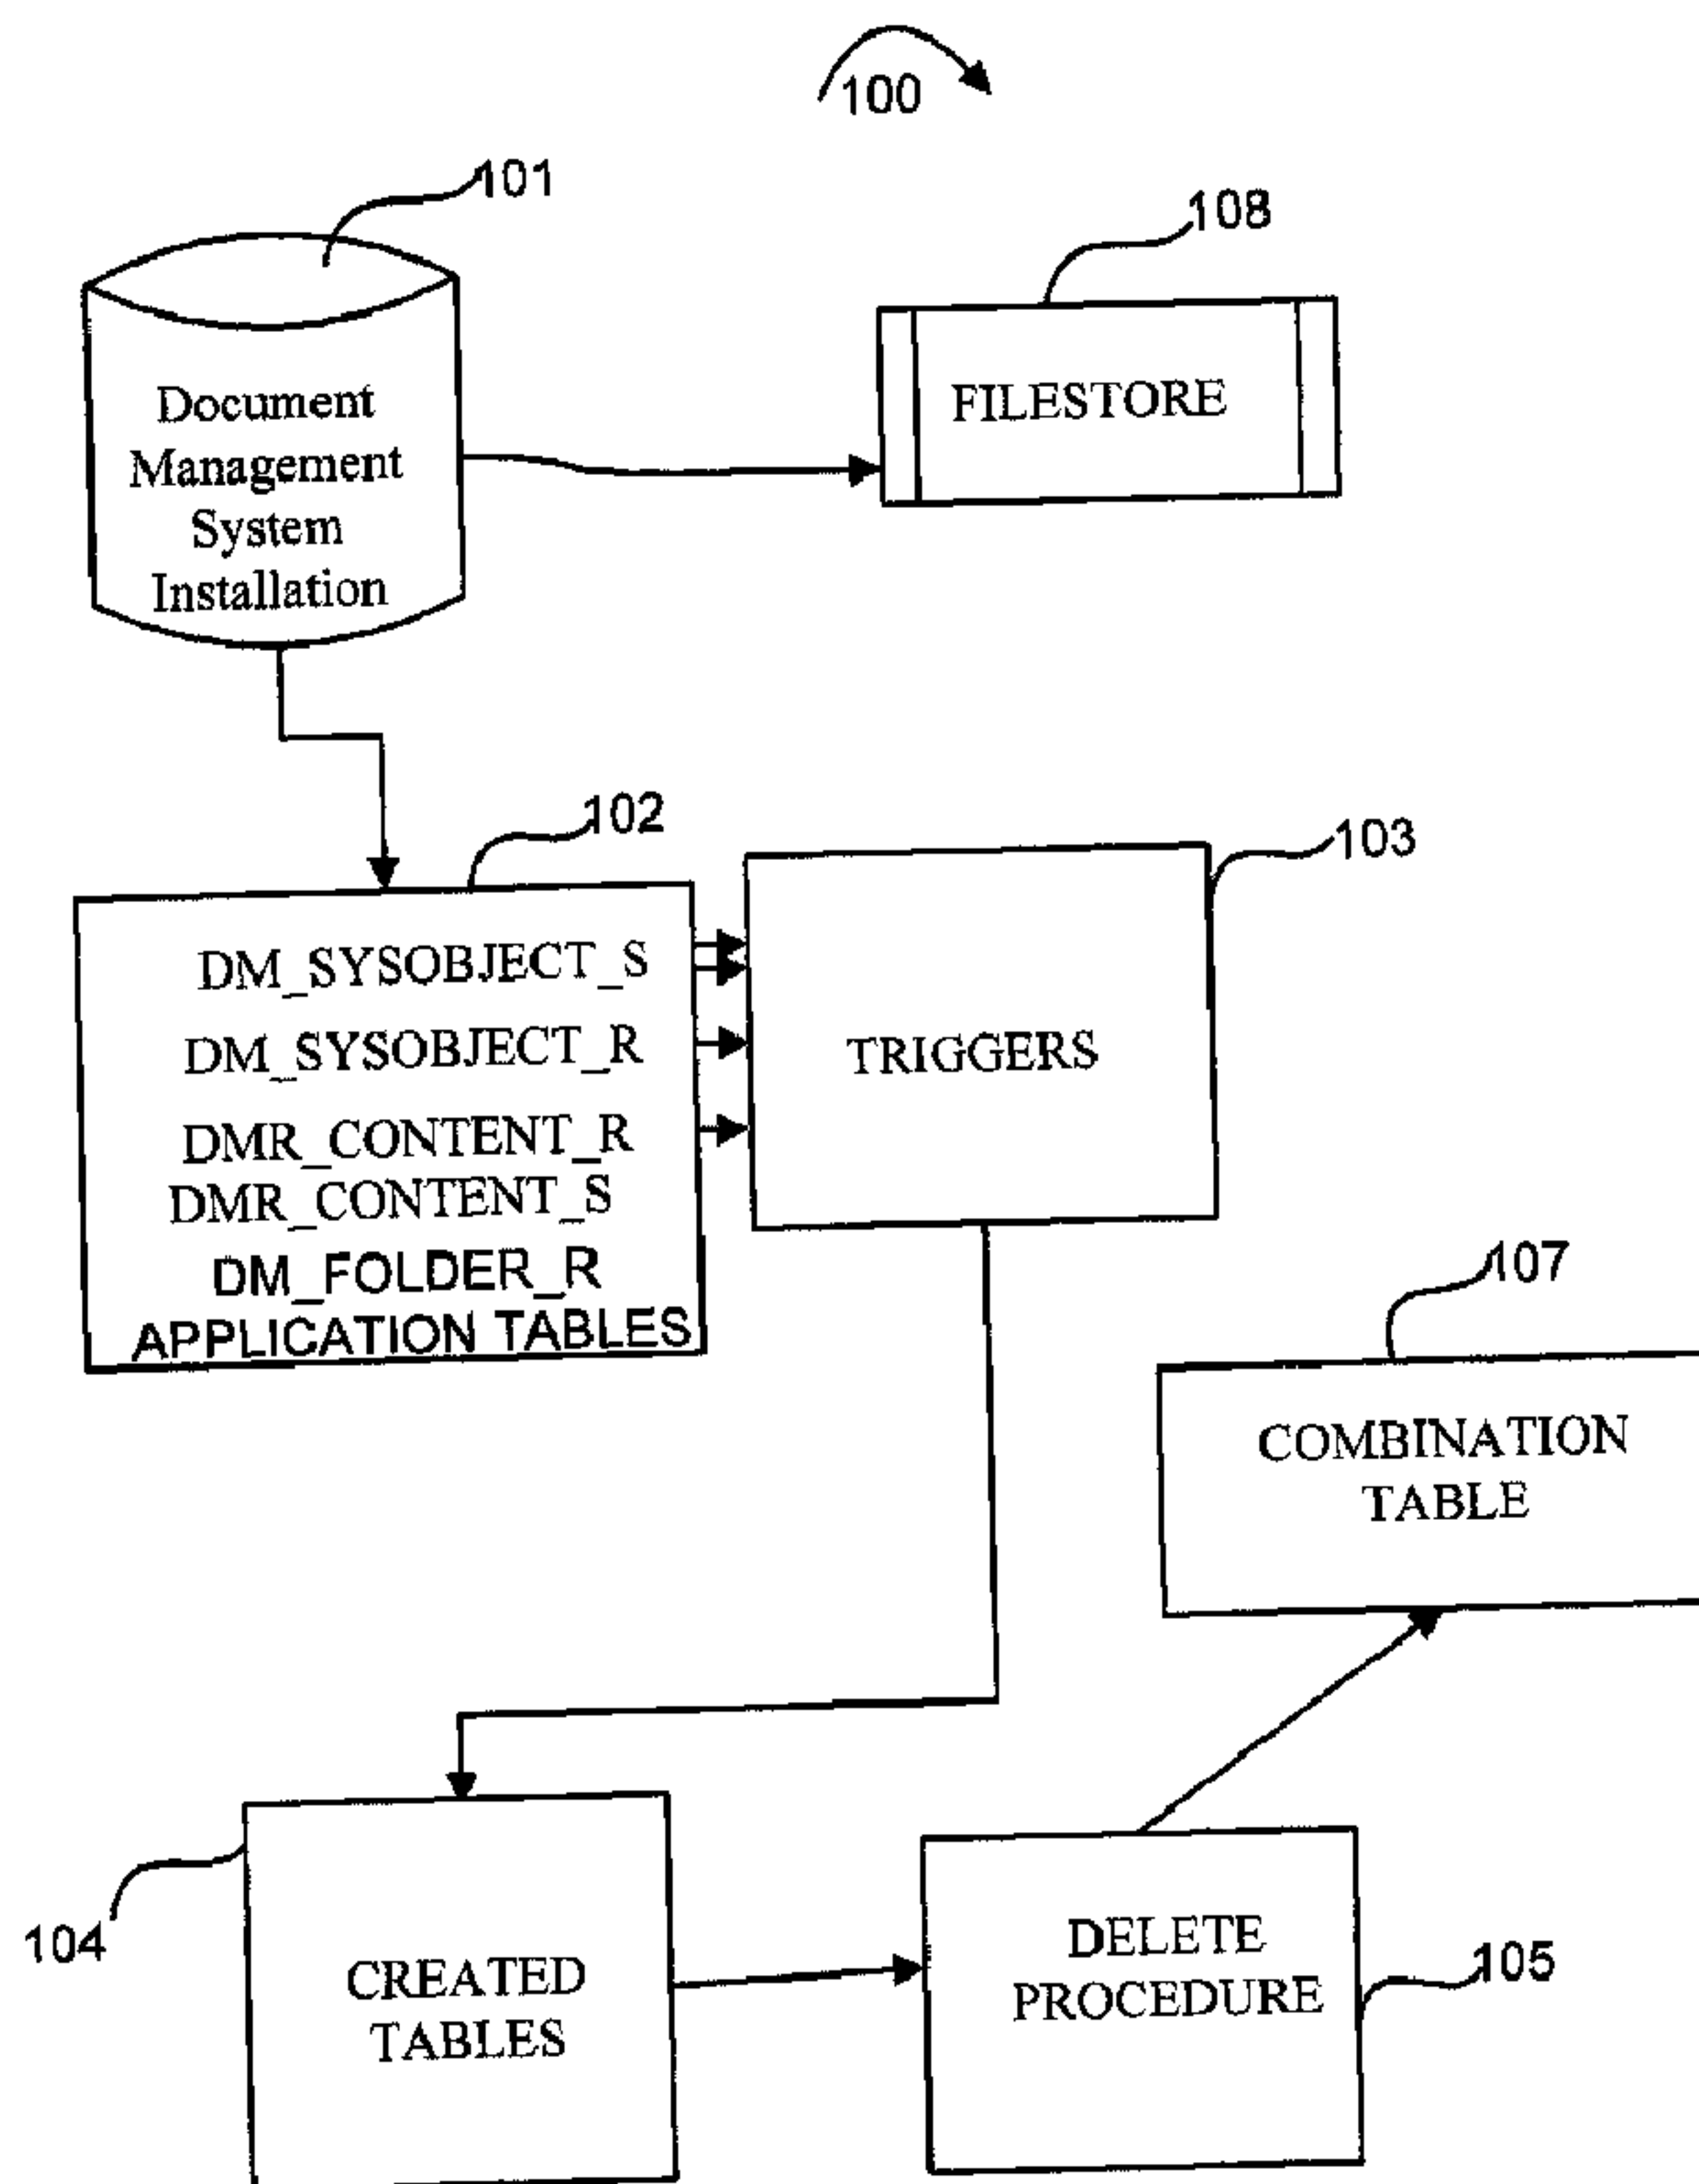 100
101
108
Document
Management
System
Installation
FILESTORE
102
103
DM_SYSOBJECT_S
DM_SYSOBJECT_R
DMR_CONTENT_R
DMR_CONTENT_S
DM_FOLDER_R
APPLICATION TABLES
TRIGGERS
107
COMBINATION
TABLE
104
CREATED
TABLES
DELETE
PROCEDURE
105